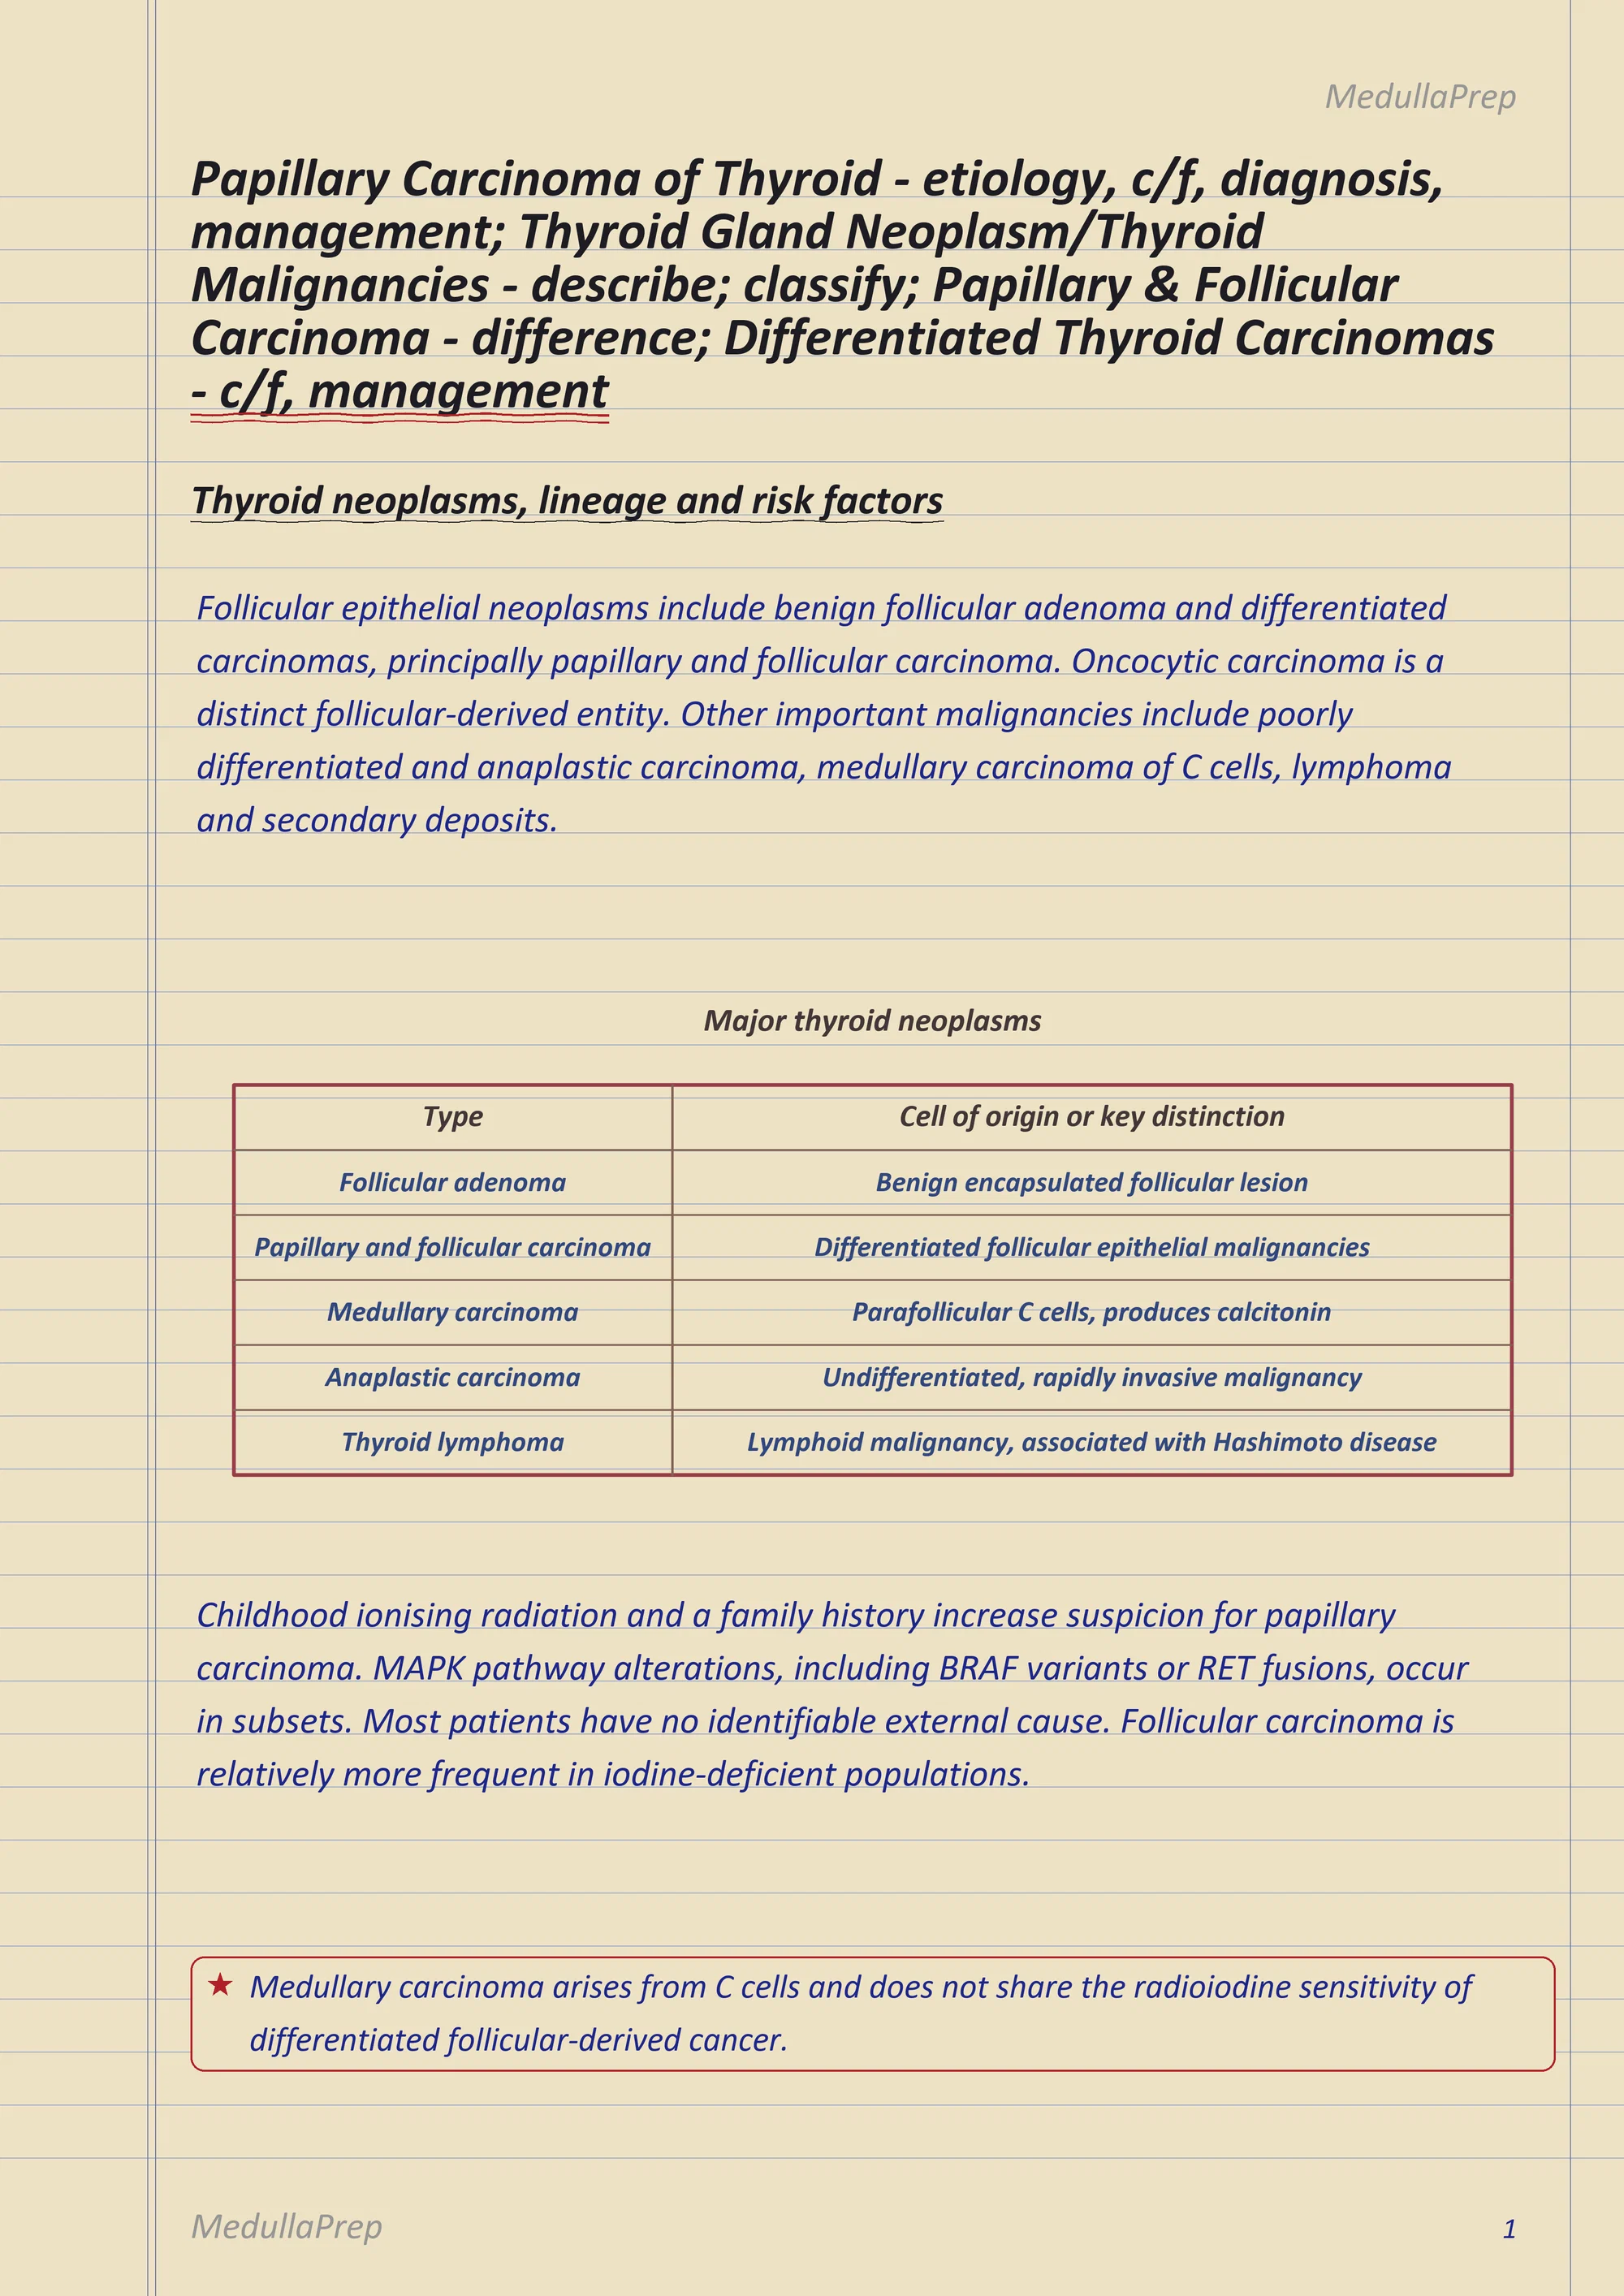 MedullaPrep
Papillary Carcinoma of Thyroid - etiology, c/f, diagnosis,
management; Thyroid Gland Neoplasm/Thyroid
Malignancies - describe; classify; Papillary & Follicular
Carcinoma - difference; Differentiated Thyroid Carcinomas
- c/f, management
Thyroid neoplasms, lineage and risk factors
Follicular epithelial neoplasms include benign follicular adenoma and differentiated
carcinomas, principally papillary and follicular carcinoma. Oncocytic carcinoma is a
distinct follicular-derived entity. Other important malignancies include poorly
differentiated and anaplastic carcinoma, medullary carcinoma of C cells, lymphoma
and secondary deposits.
Major thyroid neoplasms
Type Cell of origin or key distinction
Follicular adenoma Benign encapsulated follicular lesion
Papillary and follicular carcinoma Differentiated follicular epithelial malignancies
Medullary carcinoma Parafollicular C cells, produces calcitonin
Anaplastic carcinoma Undifferentiated, rapidly invasive malignancy
Thyroid lymphoma Lymphoid malignancy, associated with Hashimoto disease
Childhood ionising radiation and a family history increase suspicion for papillary
carcinoma. MAPK pathway alterations, including BRAF variants or RET fusions, occur
in subsets. Most patients have no identifiable external cause. Follicular carcinoma is
relatively more frequent in iodine-deficient populations.
★ Medullary carcinoma arises from C cells and does not share the radioiodine sensitivity of
differentiated follicular-derived cancer.
MedullaPrep 1